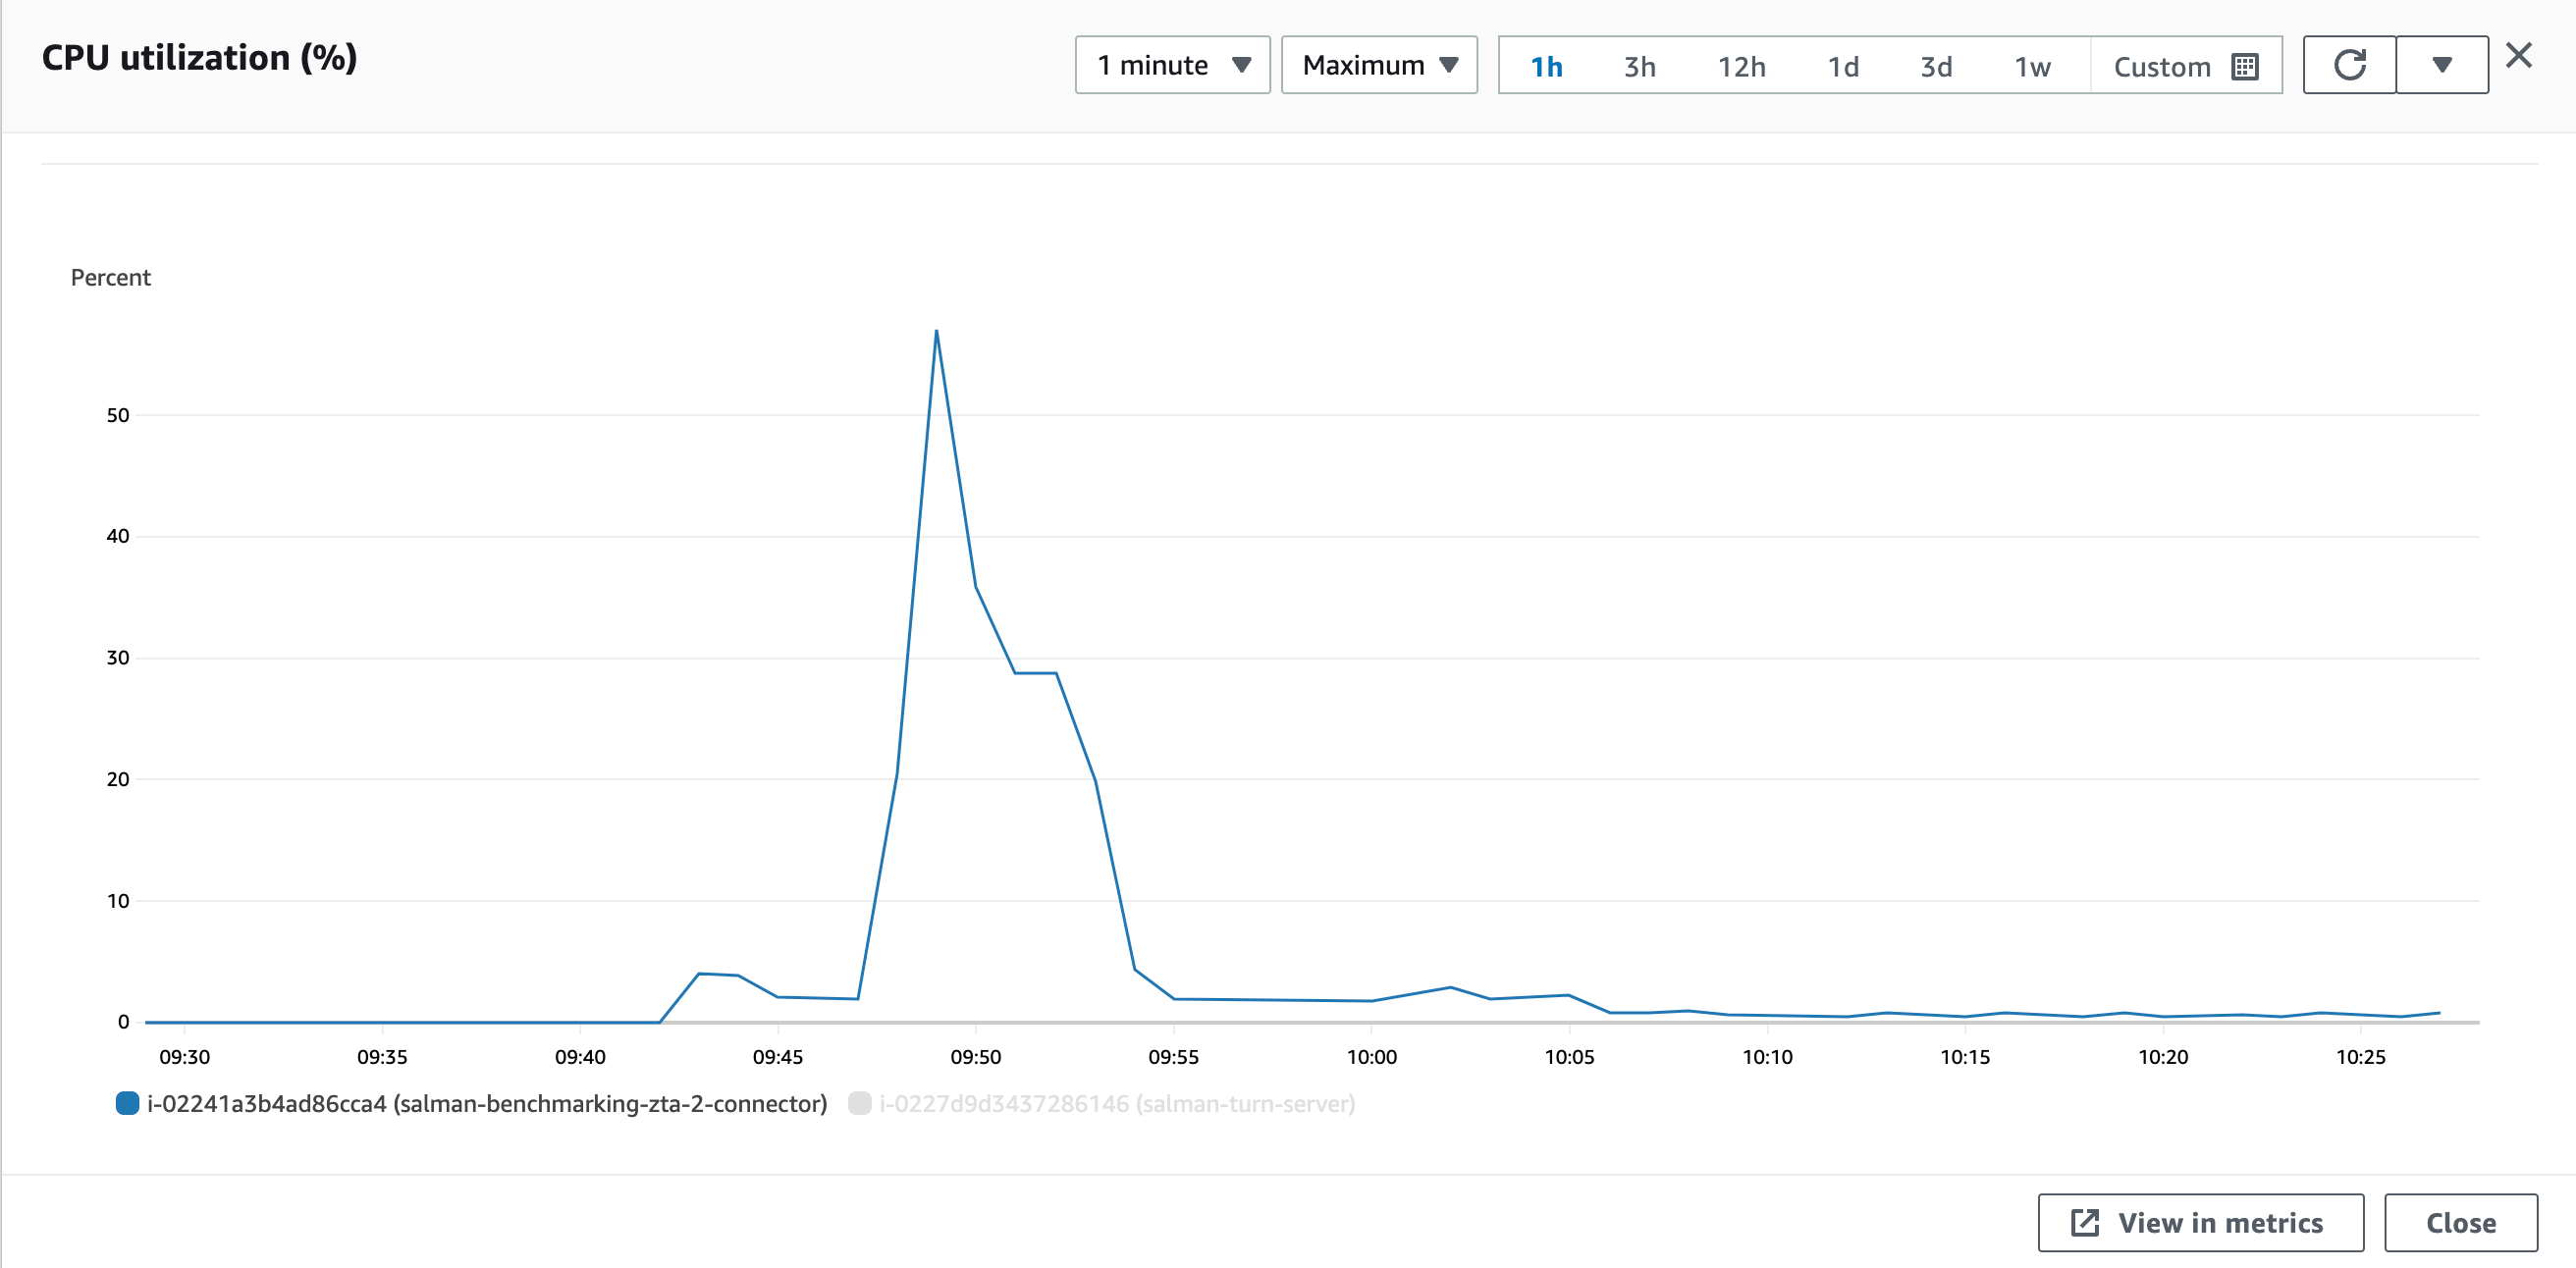 CPU utilization (%)
1 minute
Maximum
1h 3h 12h 1d 3d 1w Custom
Percent
50
40
30
20
10
0
09:30 09:35 09:40 09:45 09:50 09:55 10:00 10:05 10:10 10:15 10:20 10:25
i-02241a3b4ad86cca4 (salman-benchmarking-zta-2-connector) i-0227d9d3437286146 (salman-turn-server)
View in metrics
Close